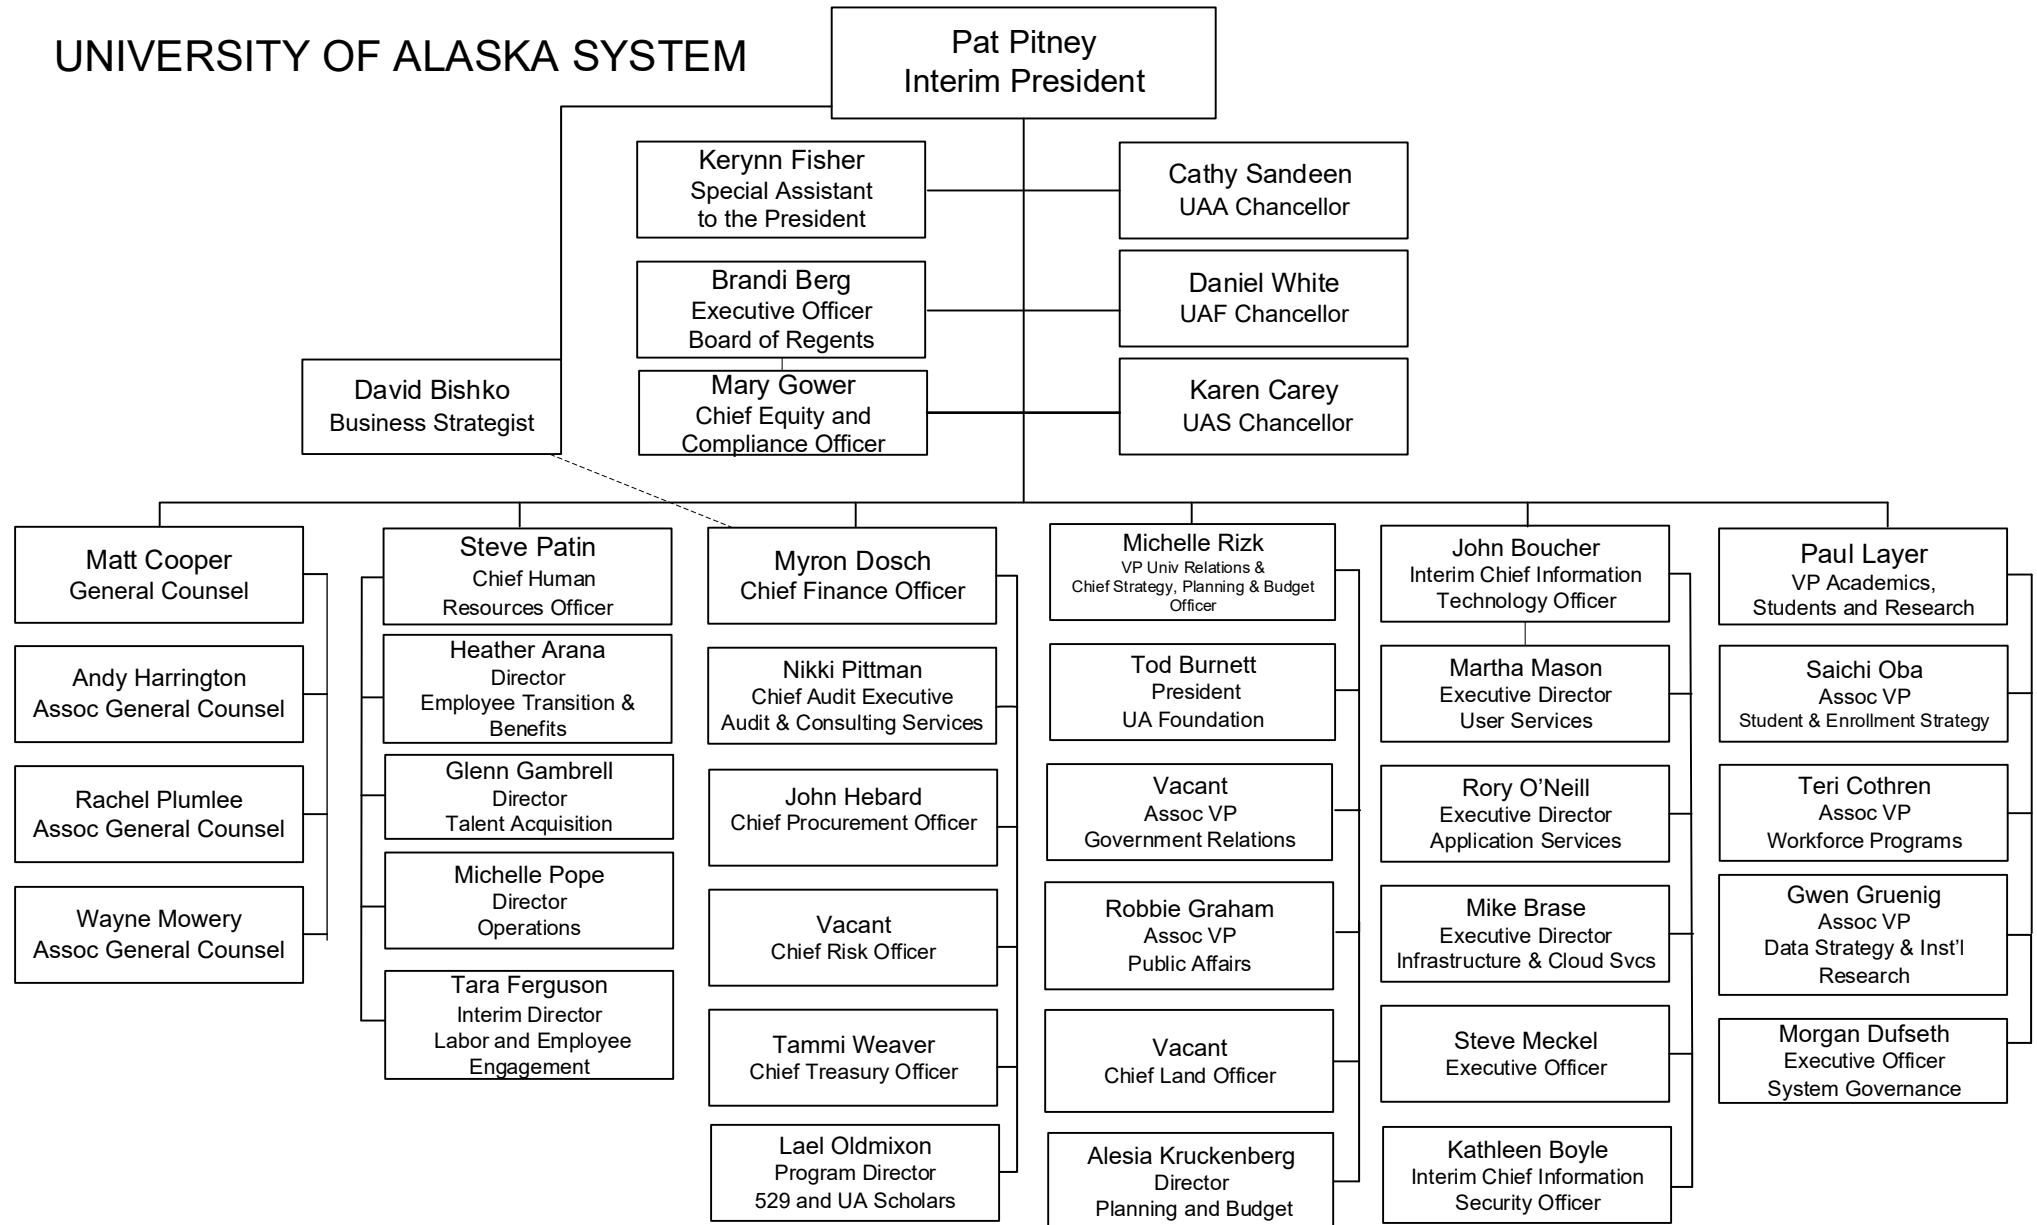 UNIVERSITY OF ALASKA SYSTEM
Pat Pitney
Interim President
Kerynn Fisher
Special Assistant
to the President
Cathy Sandeen
UAA Chancellor
Brandi Berg
Executive Officer
Board of Regents
Daniel White
UAF Chancellor
David Bishko
Business Strategist
Mary Gower
Chief Equity and
Compliance Officer
Karen Carey
UAS Chancellor
Matt Cooper
General Counsel
Andy Harrington
Assoc General Counsel
Rachel Plumlee
Assoc General Counsel
Wayne Mowery
Assoc General Counsel
Steve Patin
Chief Human
Resources Officer
Heather Arana
Director
Employee Transition &
Benefits
Glenn Gambrell
Director
Talent Acquisition
Michelle Pope
Director
Operations
Tara Ferguson
Interim Director
Labor and Employee
Engagement
Myron Dosch
Chief Finance Officer
Nikki Pittman
Chief Audit Executive
Audit & Consulting Services
John Hebard
Chief Procurement Officer
Vacant
Chief Risk Officer
Tammi Weaver
Chief Treasury Officer
Lael Oldmixon
Program Director
529 and UA Scholars
Michelle Rizk
VP Univ Relations &
Chief Strategy, Planning & Budget
Officer
Tod Burnett
President
UA Foundation
Vacant
Assoc VP
Government Relations
Robbie Graham
Assoc VP
Public Affairs
Vacant
Chief Land Officer
Alesia Kruckenberg
Director
Planning and Budget
John Boucher
Interim Chief Information
Technology Officer
Martha Mason
Executive Director
User Services
Rory O’Neill
Executive Director
Application Services
Mike Brase
Executive Director
Infrastructure & Cloud Svcs
Steve Meckel
Executive Officer
Kathleen Boyle
Interim Chief Information
Security Officer
Paul Layer
VP Academics,
Students and Research
Saichi Oba
Assoc VP
Student & Enrollment Strategy
Teri Cothren
Assoc VP
Workforce Programs
Gwen Gruenig
Assoc VP
Data Strategy & Inst’l
Research
Morgan Dufseth
Executive Officer
System Governance